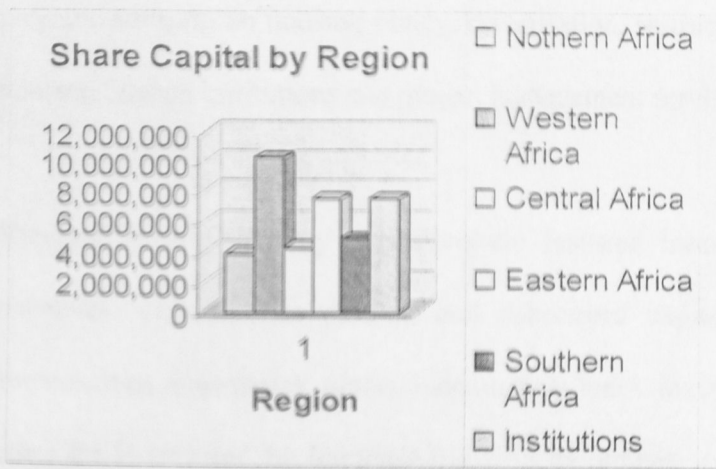 Share Capital by Region
12,000,000
10,000,000
8,000,000
6,000,000
4,000,000
2,000,000
0
1
Region
Nothern Africa
Western
Africa
Central Africa
Eastern Africa
Southern
Africa
Institutions